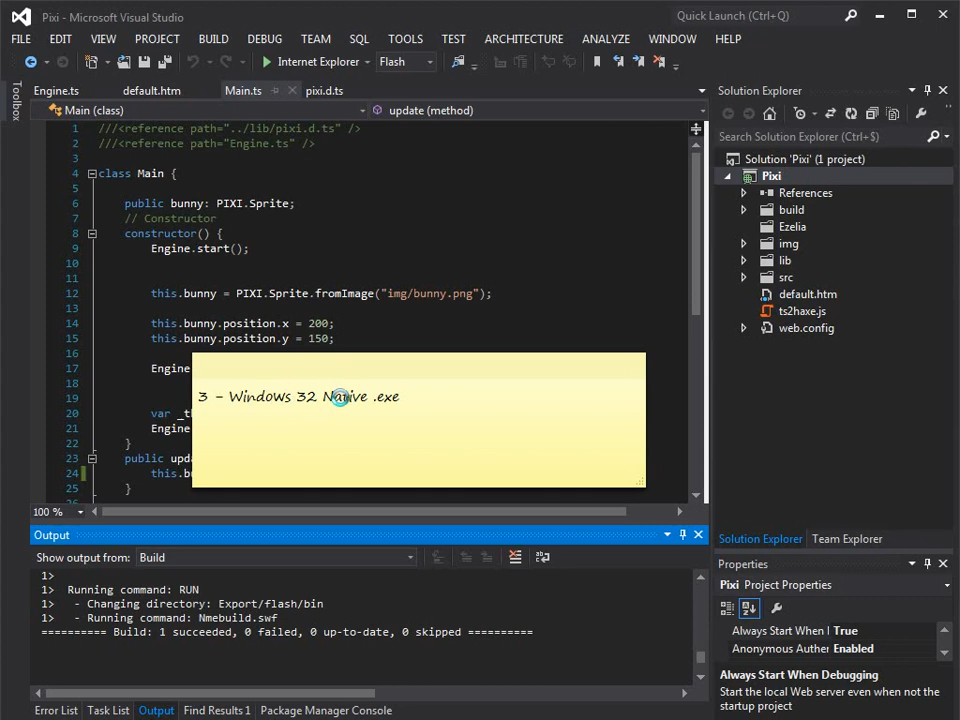 Pixi - Microsoft Visual Studio
Quick Launch (Ctrl+Q)
FILE EDIT VIEW PROJECT BUILD DEBUG TEAM SQL TOOLS TEST ARCHITECTURE ANALYZE WINDOW HELP
Internet Explorer Flash
Toolbox
Engine.ts default.htm Main.ts pixi.d.ts
Main (class) update (method)
1 ///<reference path="../lib/pixi.d.ts" />
2 ///<reference path="Engine.ts" />
3
4 class Main {
5
6 public bunny: PIXI.Sprite;
7 // Constructor
8 constructor() {
9 Engine.start();
10
11
12 this.bunny = PIXI.Sprite.fromImage("img/bunny.png");
13
14 this.bunny.position.x = 200;
15 this.bunny.position.y = 150;
16
17 Engine
18
19
20 var _t
21 Engine
22 }
23 public upd
24 this.b
25 }
3 - Windows 32 Native .exe
100 %
Output
Show output from: Build
1>
1> Running command: RUN
1> - Changing directory: Export/flash/bin
1> - Running command: Nmebuild.swf
========== Build: 1 succeeded, 0 failed, 0 up-to-date, 0 skipped ==========
Error List Task List Output Find Results 1 Package Manager Console
Solution Explorer
Search Solution Explorer (Ctrl+$)
Solution 'Pixi' (1 project)
Pixi
References
build
Ezelia
img
lib
src
default.htm
ts2haxe.js
web.config
Solution Explorer Team Explorer
Properties
Pixi Project Properties
Always Start When True
Anonymous Auther Enabled
Always Start When Debugging
Start the local Web server even when not the
startup project